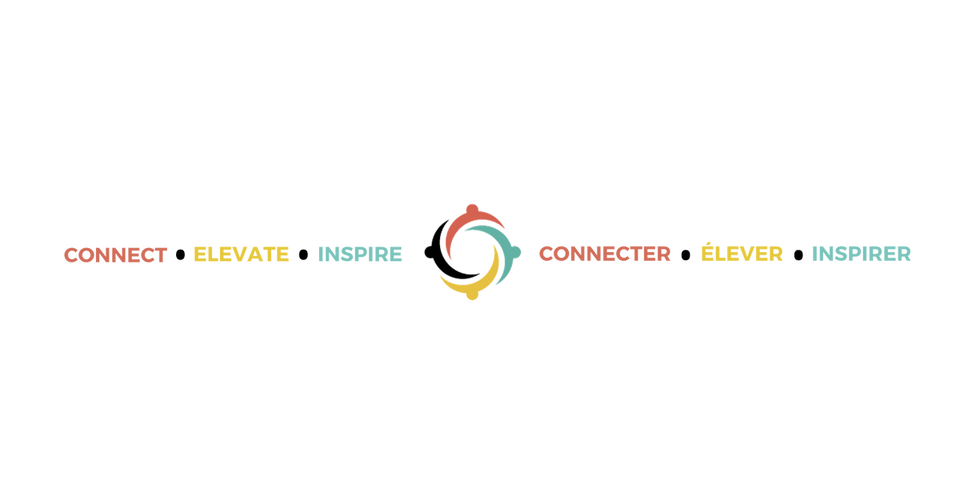 CONNECT • ELEVATE • INSPIRE CONNECTER • ÉLEVER • INSPIRER